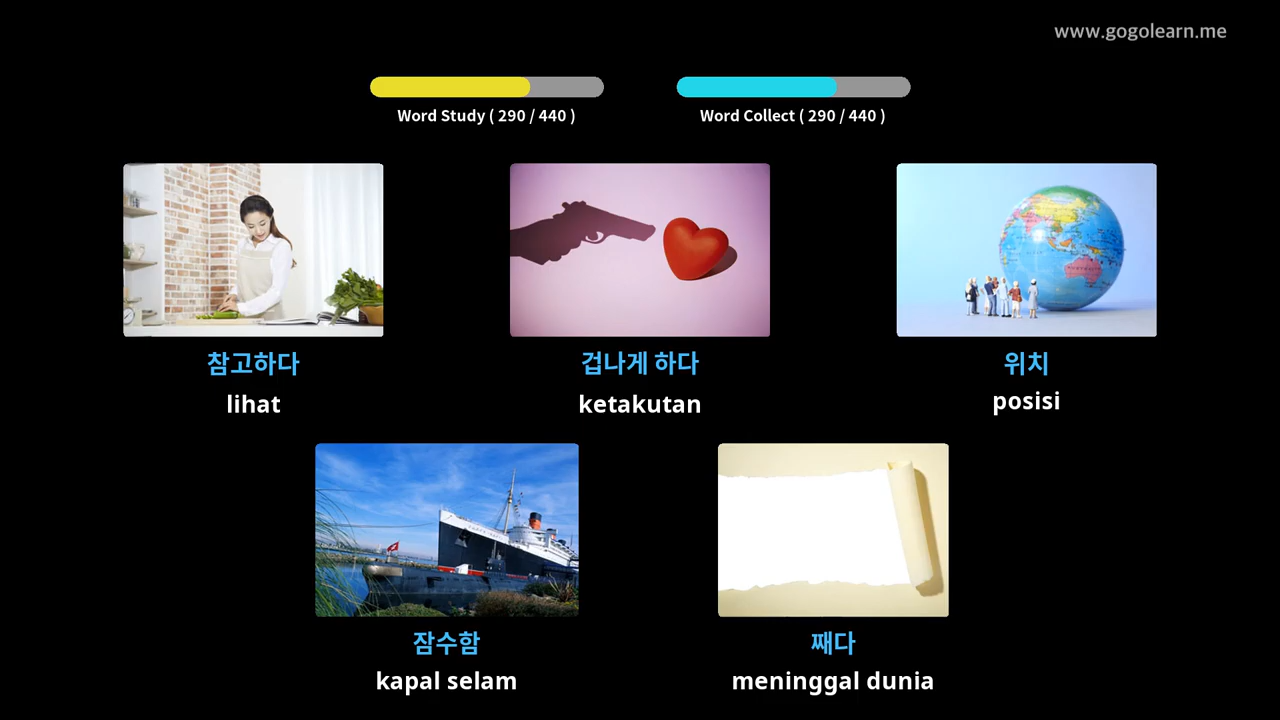 www.gogolearn.me
Word Study ( 290 / 440 )
Word Collect ( 290 / 440 )
참고하다
lihat
겁나게 하다
ketakutan
위치
posisi
잠수함
kapal selam
째다
meninggal dunia